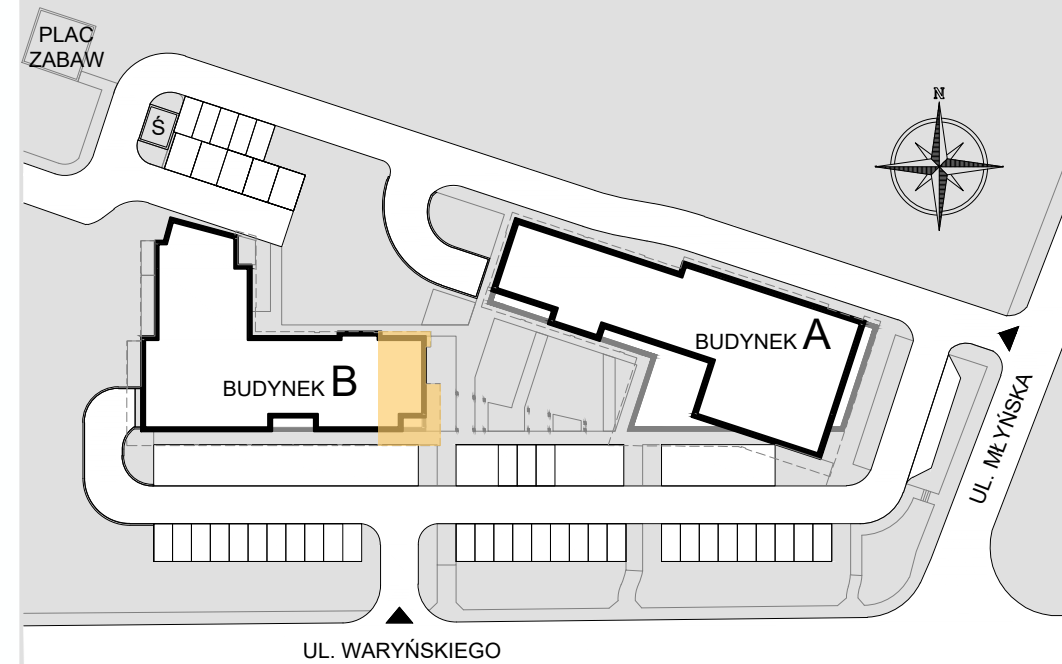 PLAC
ZABAW
Ś
N
BUDYNEK A
BUDYNEK B
UL. MŁYŃSKA
UL. WARYŃSKIEGO